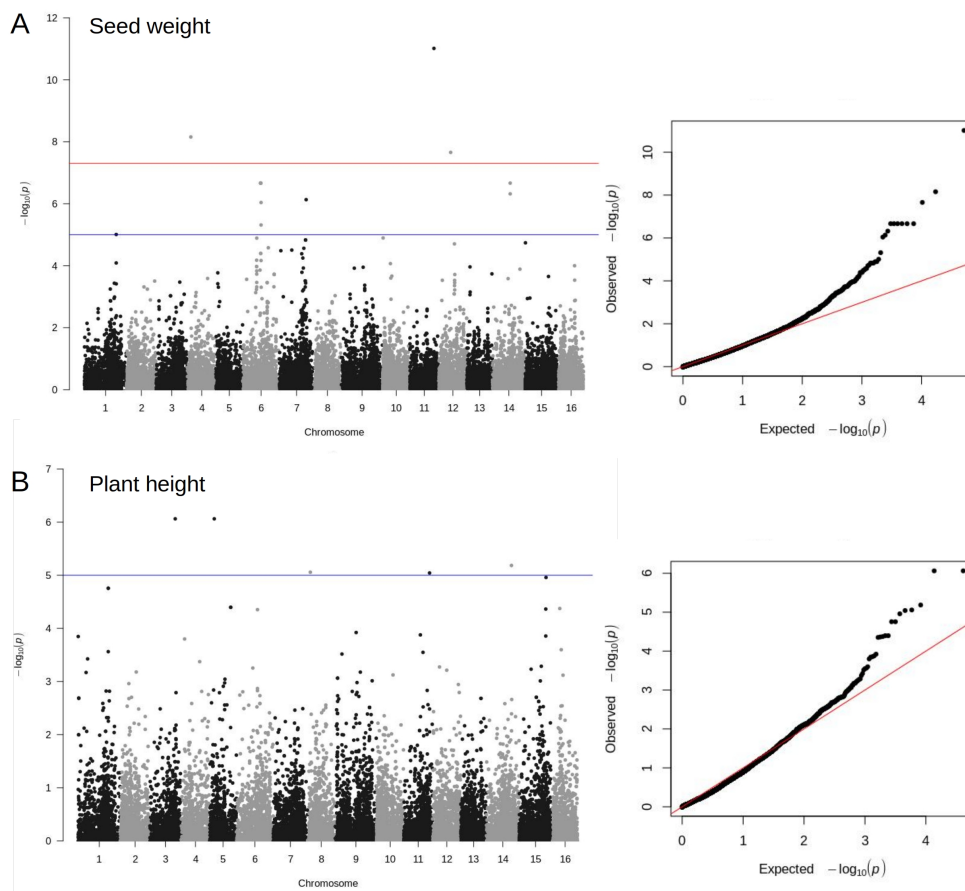 A Seed weight
12
10
8
6
4
2
0
− log₁₀(p)
1 2 3 4 5 6 7 8 9 10 11 12 13 14 15 16
Chromosome
10
8
6
4
2
0
Observed − log₁₀(p)
0 1 2 3 4
Expected − log₁₀(p)
B Plant height
7
6
5
4
3
2
1
0
− log₁₀(p)
1 2 3 4 5 6 7 8 9 10 11 12 13 14 15 16
Chromosome
6
5
4
3
2
1
0
Observed − log₁₀(p)
0 1 2 3 4
Expected − log₁₀(p)